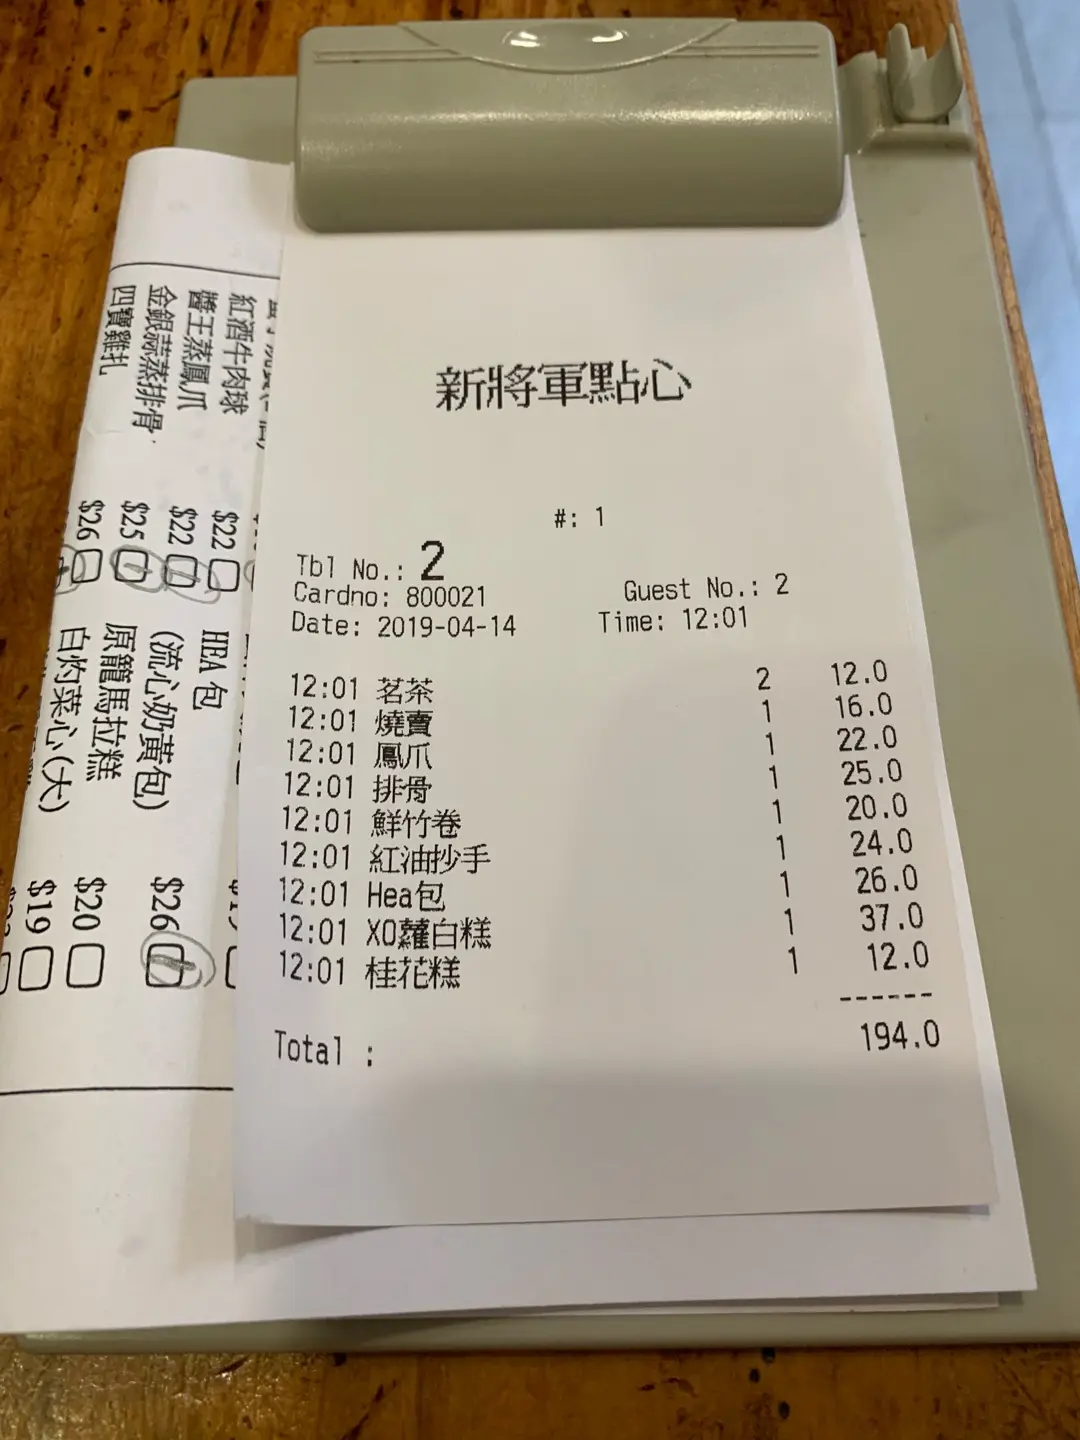 新將軍點心
#: 1
Tbl No.: 2
Cardno: 800021 Guest No.: 2
Date: 2019-04-14 Time: 12:01
12:01 茗茶 2 12.0
12:01 燒賣 1 16.0
12:01 鳳爪 1 22.0
12:01 排骨 1 25.0
12:01 鮮竹卷 1 20.0
12:01 紅油抄手 1 24.0
12:01 Hea包 1 26.0
12:01 XO蘿白糕 1 37.0
12:01 桂花糕 1 12.0
------
Total : 194.0
紅酒牛肉球 $22
醬王蒸鳳爪 $22
金銀蒜蒸排骨 $25
四寶雞扎 $26
HEA 包
(流心奶黃包) $26
原籠馬拉糕 $20
白灼菜心(大) $19